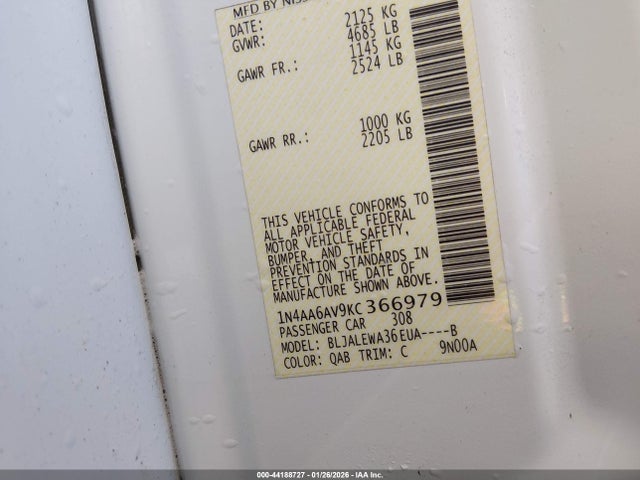 MFD BY NISS
DATE:
GVWR: 2125 KG
4685 LB
GAWR FR.: 1145 KG
2524 LB
GAWR RR.: 1000 KG
2205 LB
THIS VEHICLE CONFORMS TO
ALL APPLICABLE FEDERAL
MOTOR VEHICLE SAFETY,
BUMPER, AND THEFT
PREVENTION STANDARDS IN
EFFECT ON THE DATE OF
MANUFACTURE SHOWN ABOVE.
1N4AA6AV9KC366979
PASSENGER CAR 308
MODEL: BLJALEWA36EUA----B
COLOR: QAB TRIM: C 9N00A
000-44188727 - 01/26/2026 - IAA Inc.